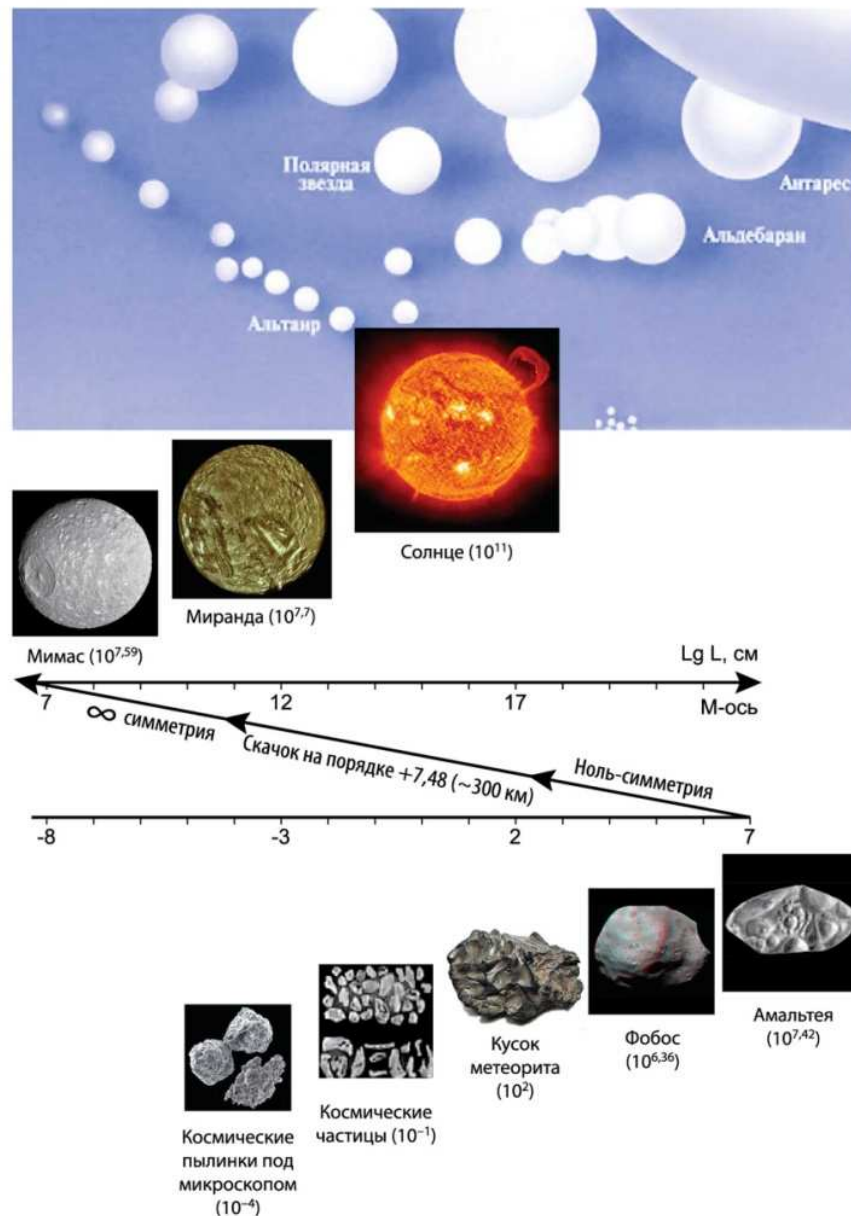 Полярная
звезда
Антарес
Альдебаран
Альтаир
Солнце (10¹¹)
Миранда (10⁷,⁷)
Мимас (10⁷,⁵⁹)
Lg L, см
7 12 17 М-ось
∞ симметрия
Скачок на порядке +7,48 (~300 км)
Ноль-симметрия
-8 -3 2 7
Амальтея
(10⁷,⁴²)
Фобос
(10⁶,³⁶)
Кусок
метеорита
(10²)
Космические
частицы (10⁻¹)
Космические
пылинки под
микроскопом
(10⁻⁴)